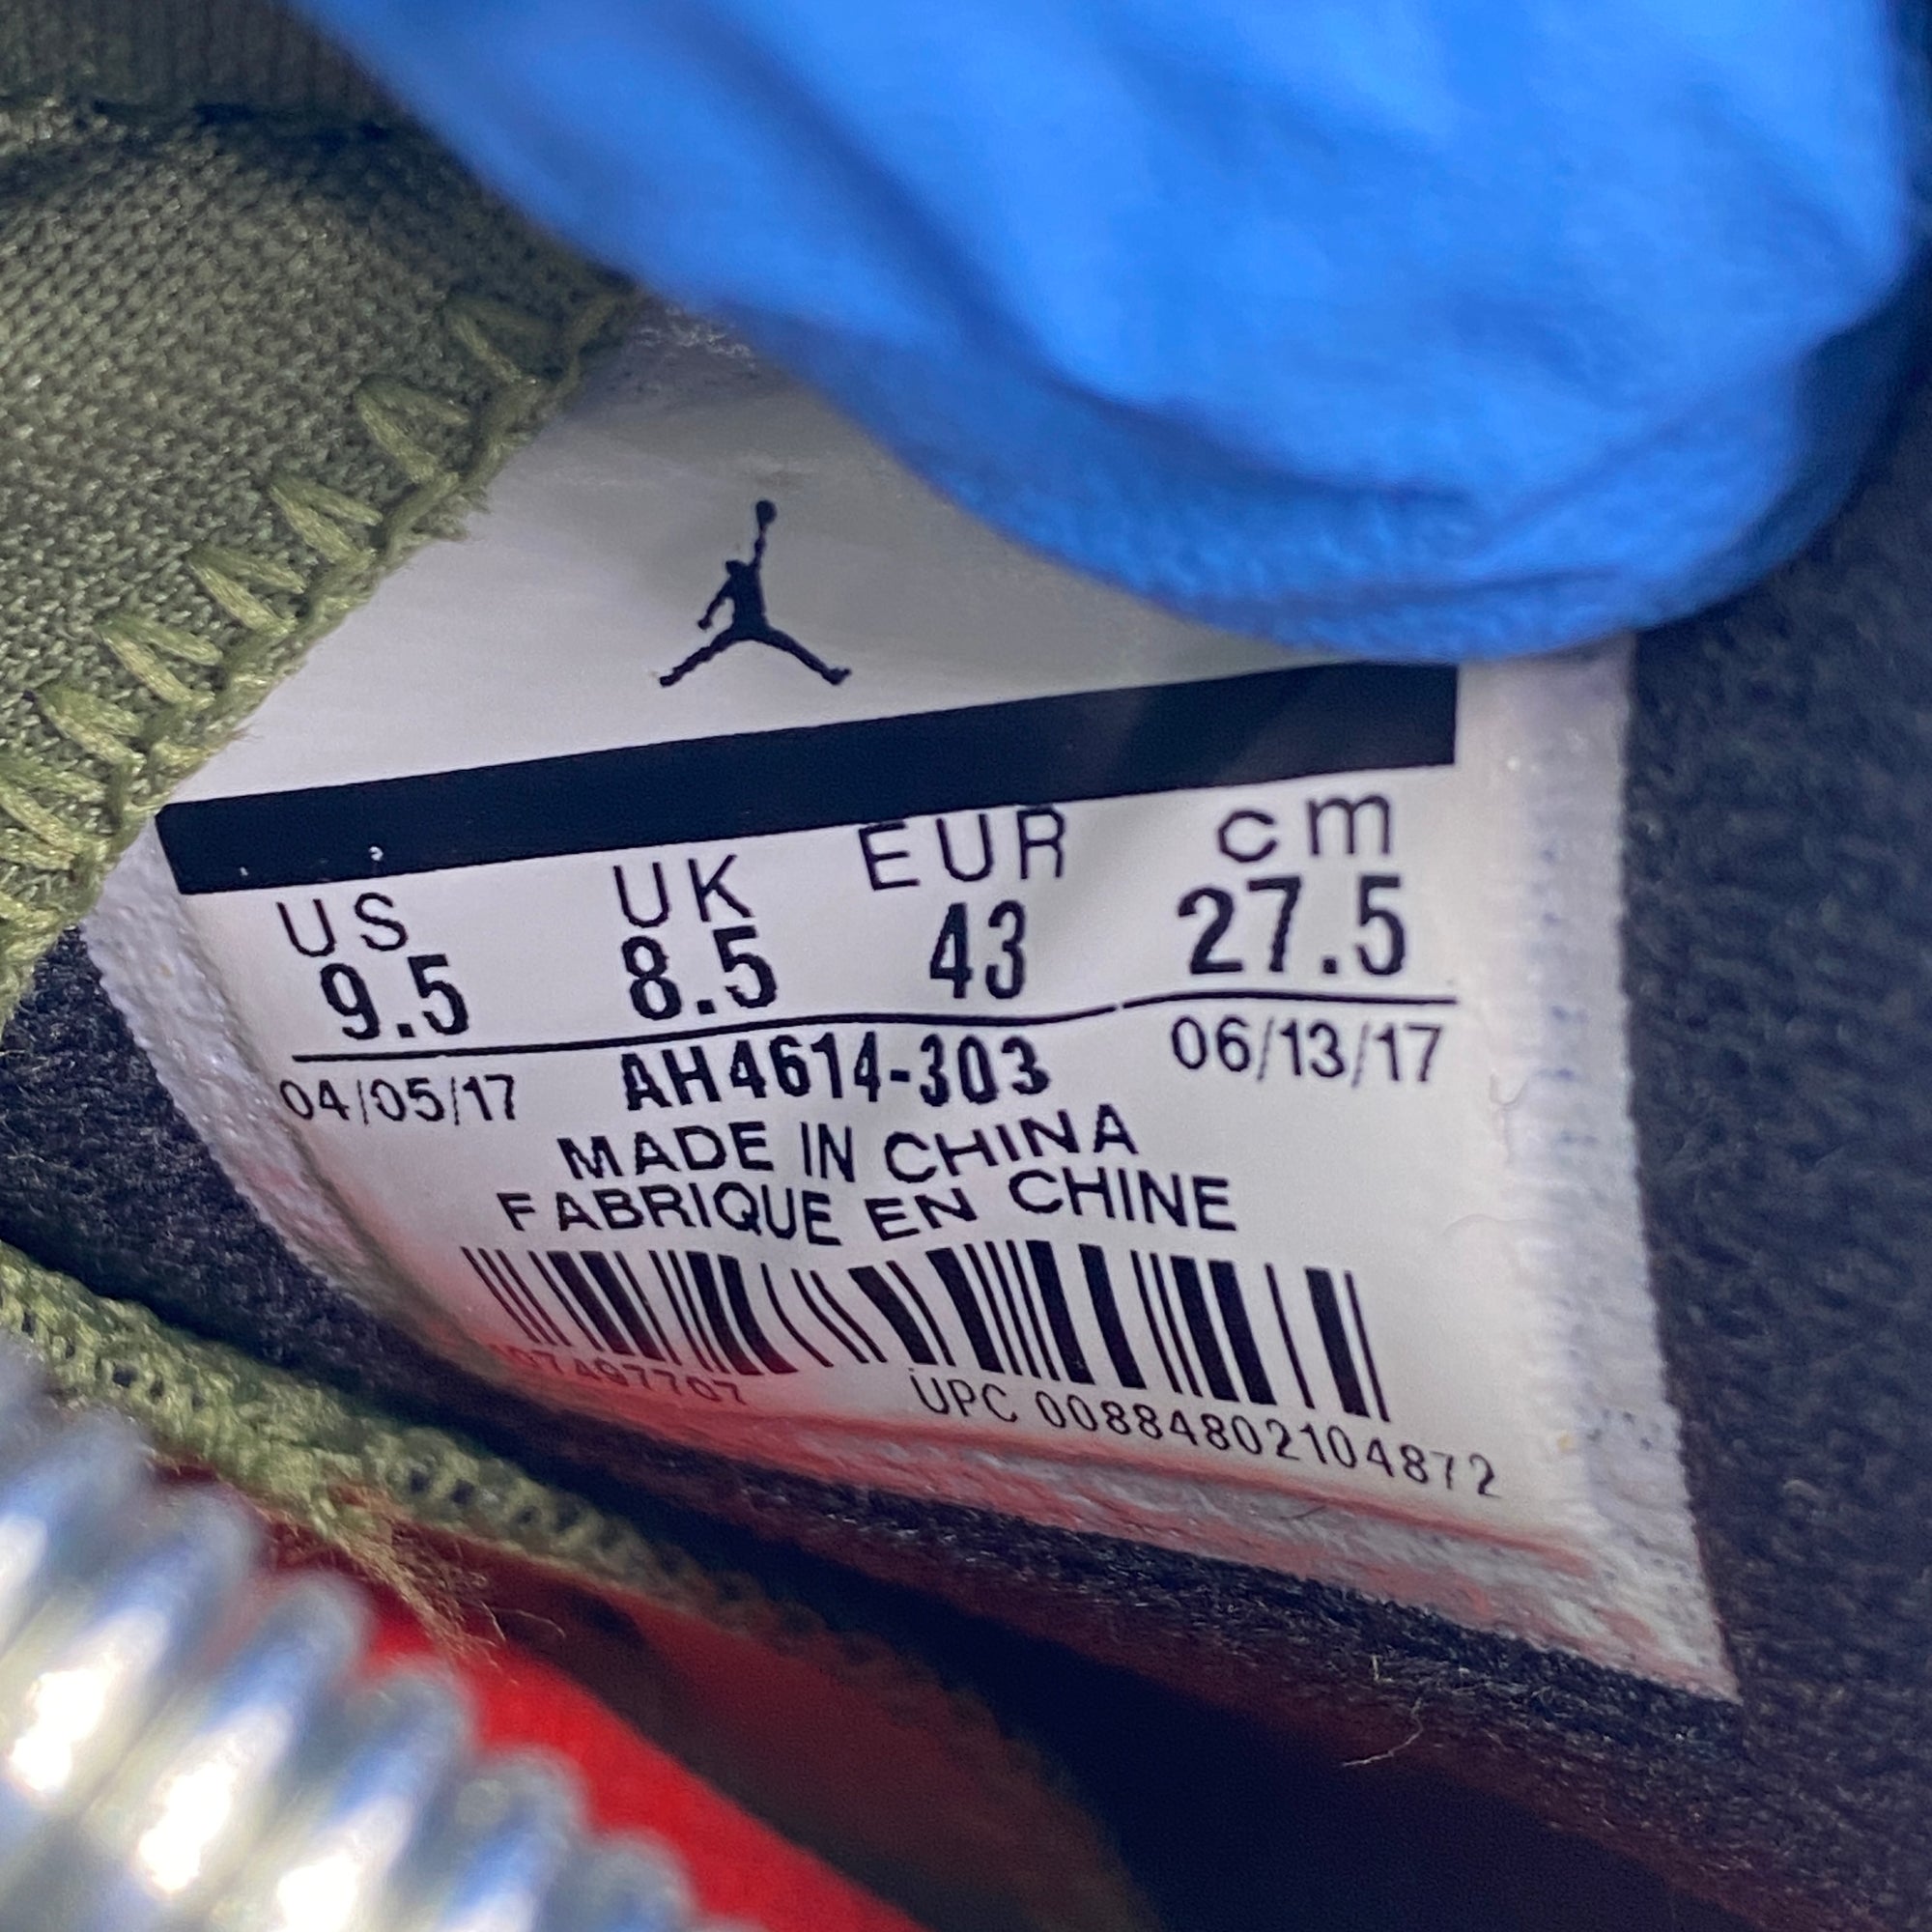 US UK EUR cm
9.5 8.5 43 27.5
04/05/17 AH4614-303 06/13/17
MADE IN CHINA
FABRIQUE EN CHINE
UPC 00884802104872